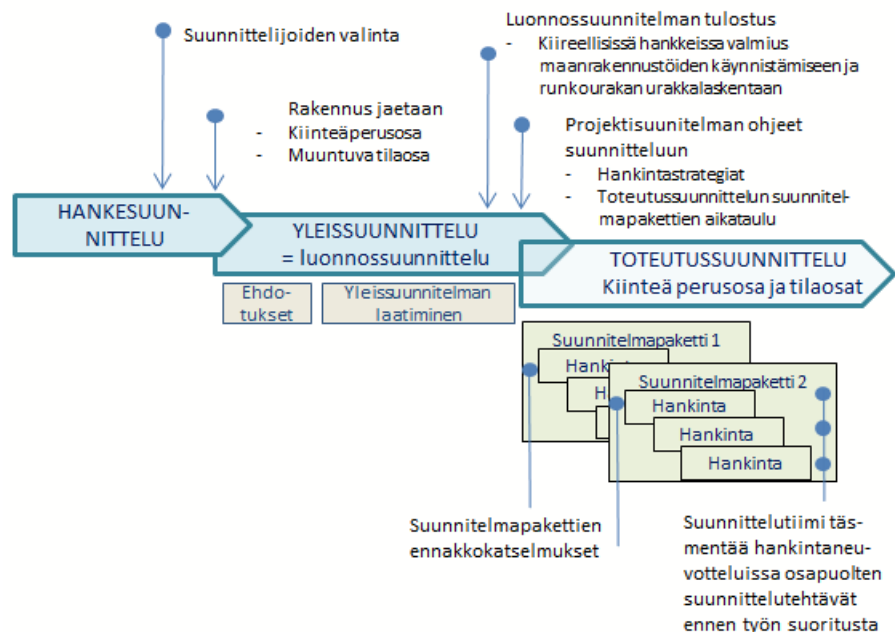 Suunnittelijoiden valinta
Luonnossuunnitelman tulostus
- Kiireellisissä hankkeissa valmius
maanrakennustöiden käynnistämiseen ja
runkourakan urakkalaskentaan
Rakennus jaetaan
- Kiinteä perusosa
- Muuntuva tilaosa
Projektisuunitelman ohjeet
suunnitteluun
- Hankintastrategiat
- Toteutussuunnittelun suunnitel-
mapakettien aikataulu
HANKESUUN-
NITTELU
YLEISSUUNNITTELU
= luonnossuunnittelu
TOTEUTUSSUUNNITTELU
Kiinteä perusosa ja tilaosat
Ehdo-
tukset
Yleissuunnitelman
laatiminen
Suunnitelmapaketti 1
Suunnitelmapaketti 2
Hankinta
Hankinta
Hankinta
Suunnitelmapakettien
ennakkokatselmukset
Suunnittelutiimi täs-
mentää hankintaneu-
votteluissa osapuolten
suunnittelutehtävät
ennen työn suoritusta